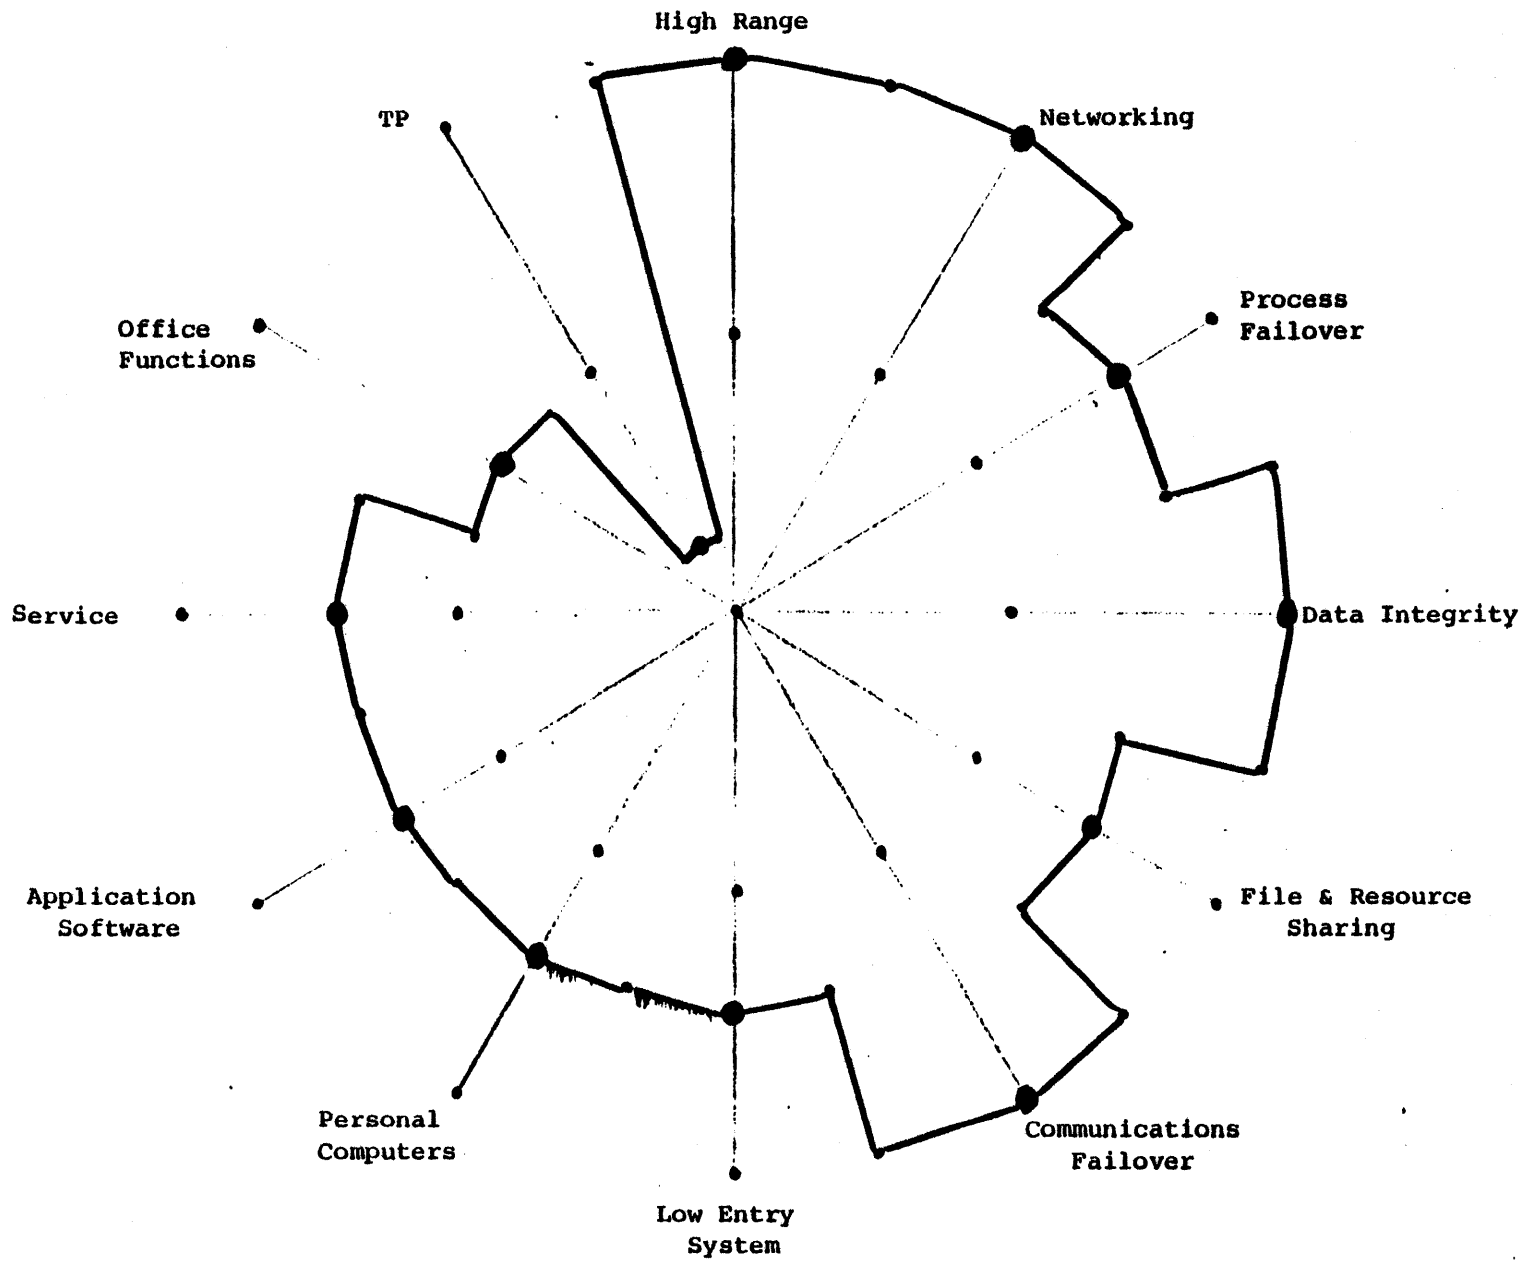 High Range
TP
Networking
Process
Failover
Office
Functions
Service
Data Integrity
Application
Software
File & Resource
Sharing
Personal
Computers
Communications
Failover
Low Entry
System